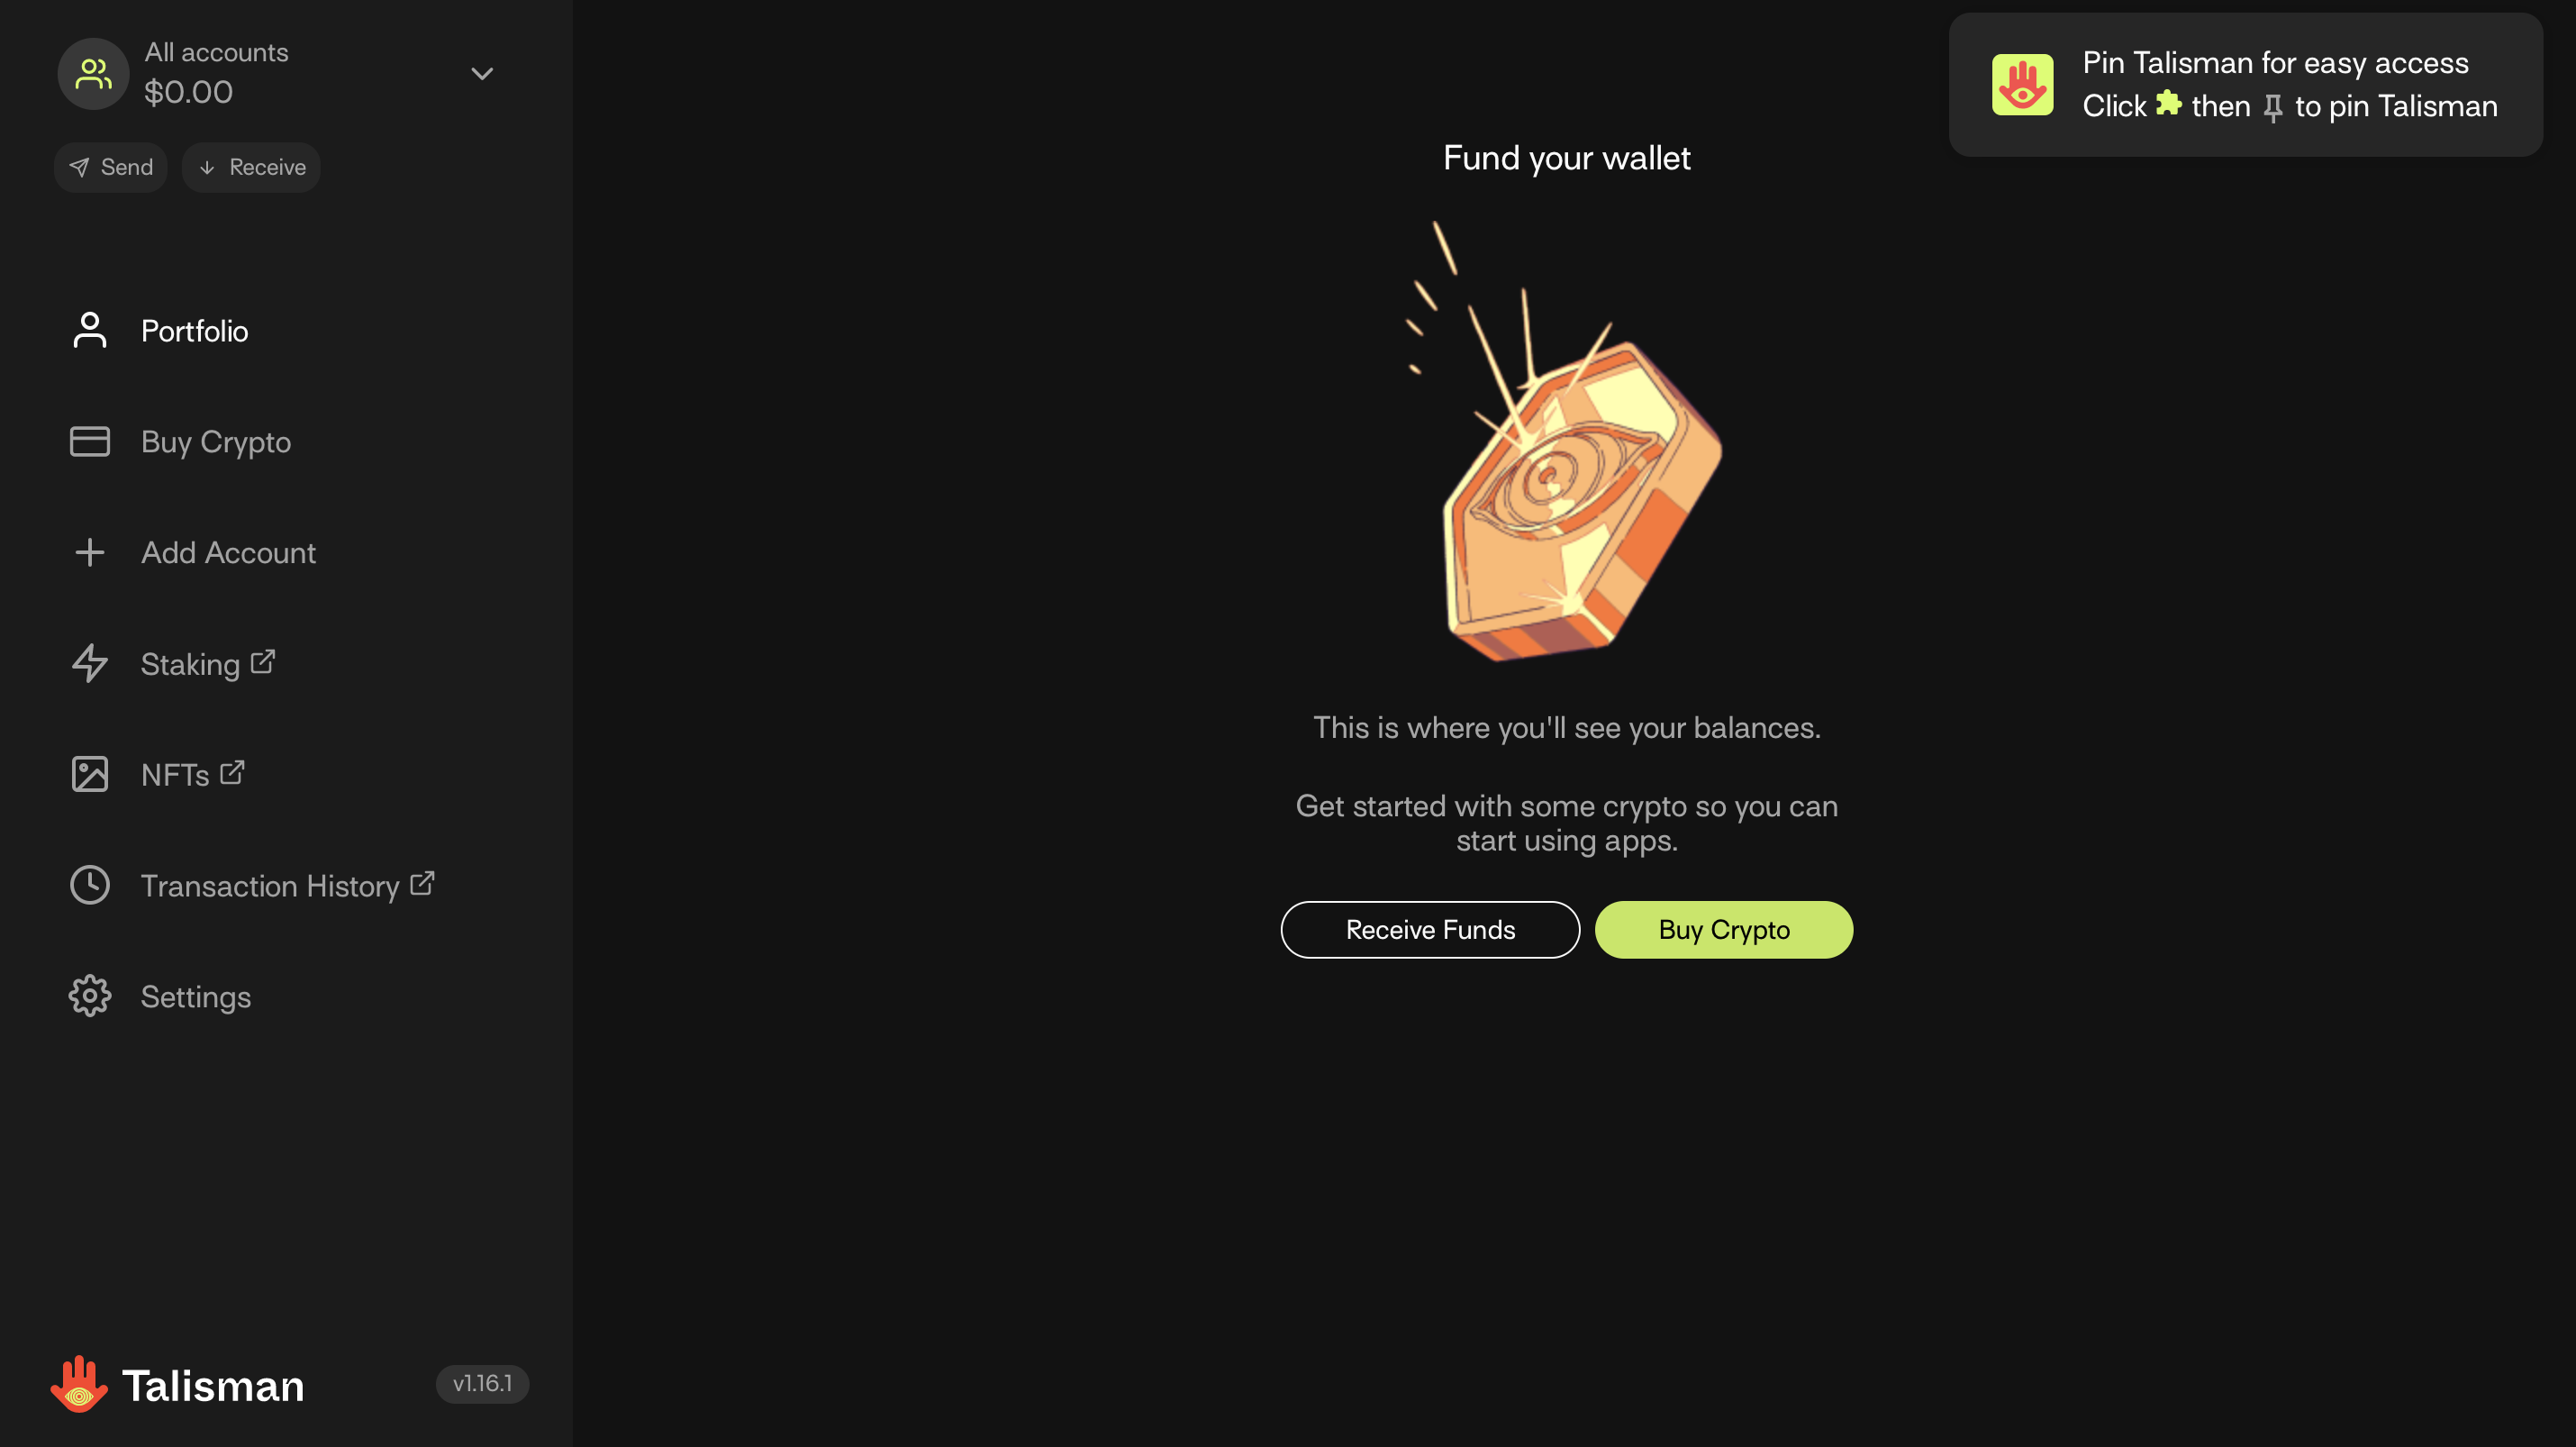 All accounts
$0.00
Send
Receive
Portfolio
Buy Crypto
Add Account
Staking
NFTs
Transaction History
Settings
Talisman
v1.16.1
Fund your wallet
This is where you'll see your balances.
Get started with some crypto so you can
start using apps.
Receive Funds
Buy Crypto
Pin Talisman for easy access
Click then to pin Talisman